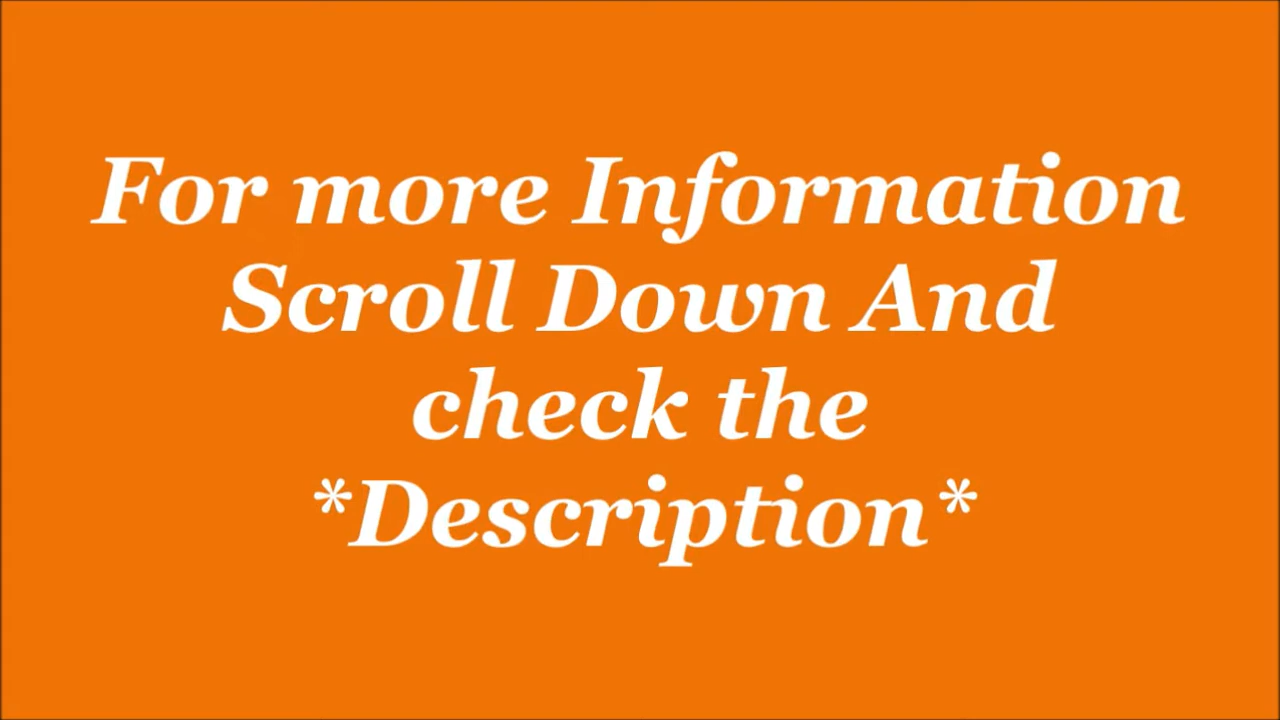 For more Information
Scroll Down And
check the
*Description*